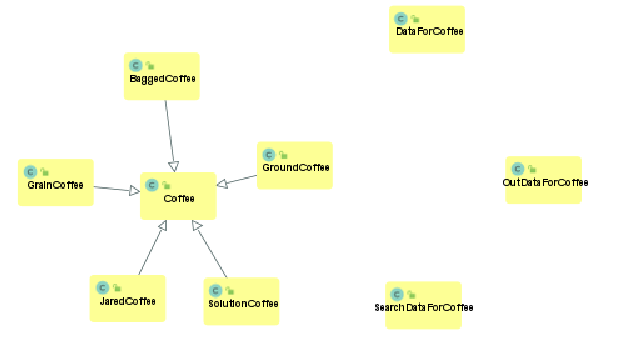 C
DataForCoffee
C
BaggedCoffee
C
GroundCoffee
C
GrainCoffee
C
Coffee
C
OutDataForCoffee
C
JaredCoffee
C
SolutionCoffee
C
SearchDataForCoffee